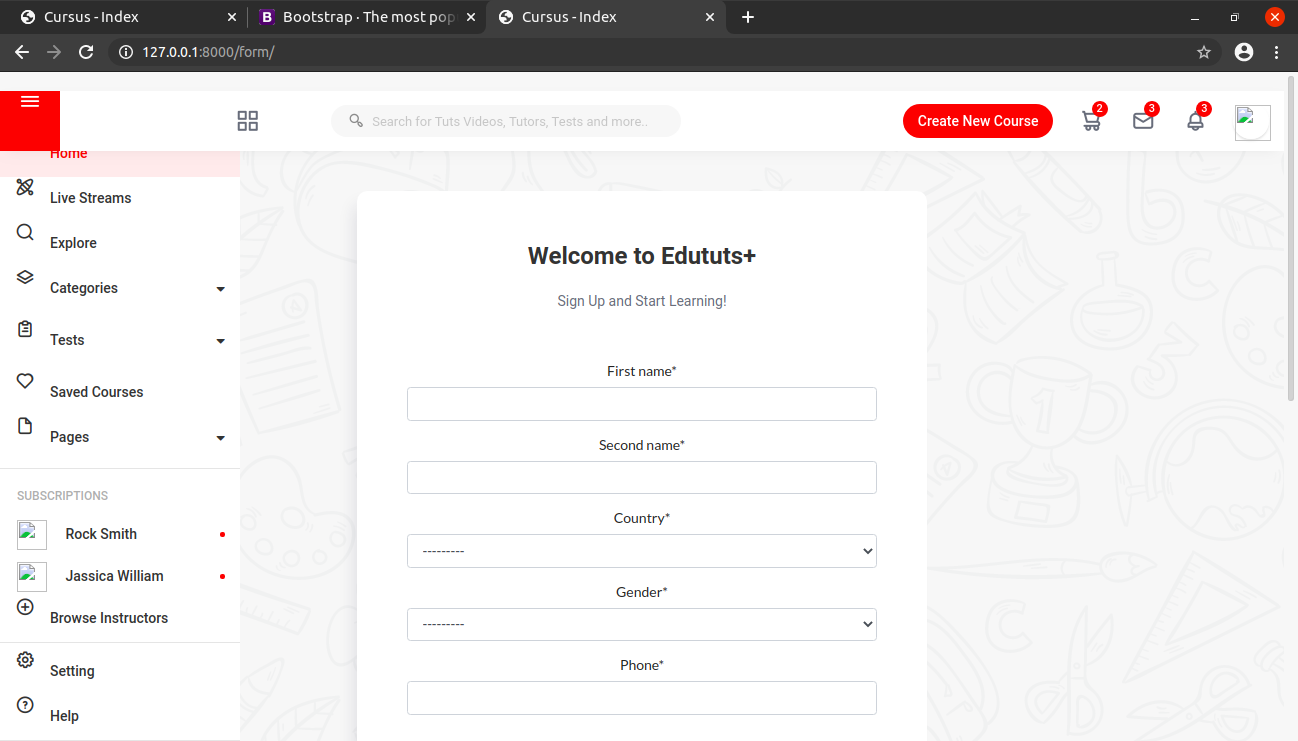 Cursus - Index
Bootstrap · The most pop
Cursus - Index
127.0.0.1:8000/form/
Search for Tuts Videos, Tutors, Tests and more..
Create New Course
2
3
3
Home
Live Streams
Explore
Categories
Tests
Saved Courses
Pages
SUBSCRIPTIONS
Rock Smith
Jassica William
Browse Instructors
Setting
Help
Welcome to Edututs+
Sign Up and Start Learning!
First name*
Second name*
Country*
---------
Gender*
---------
Phone*